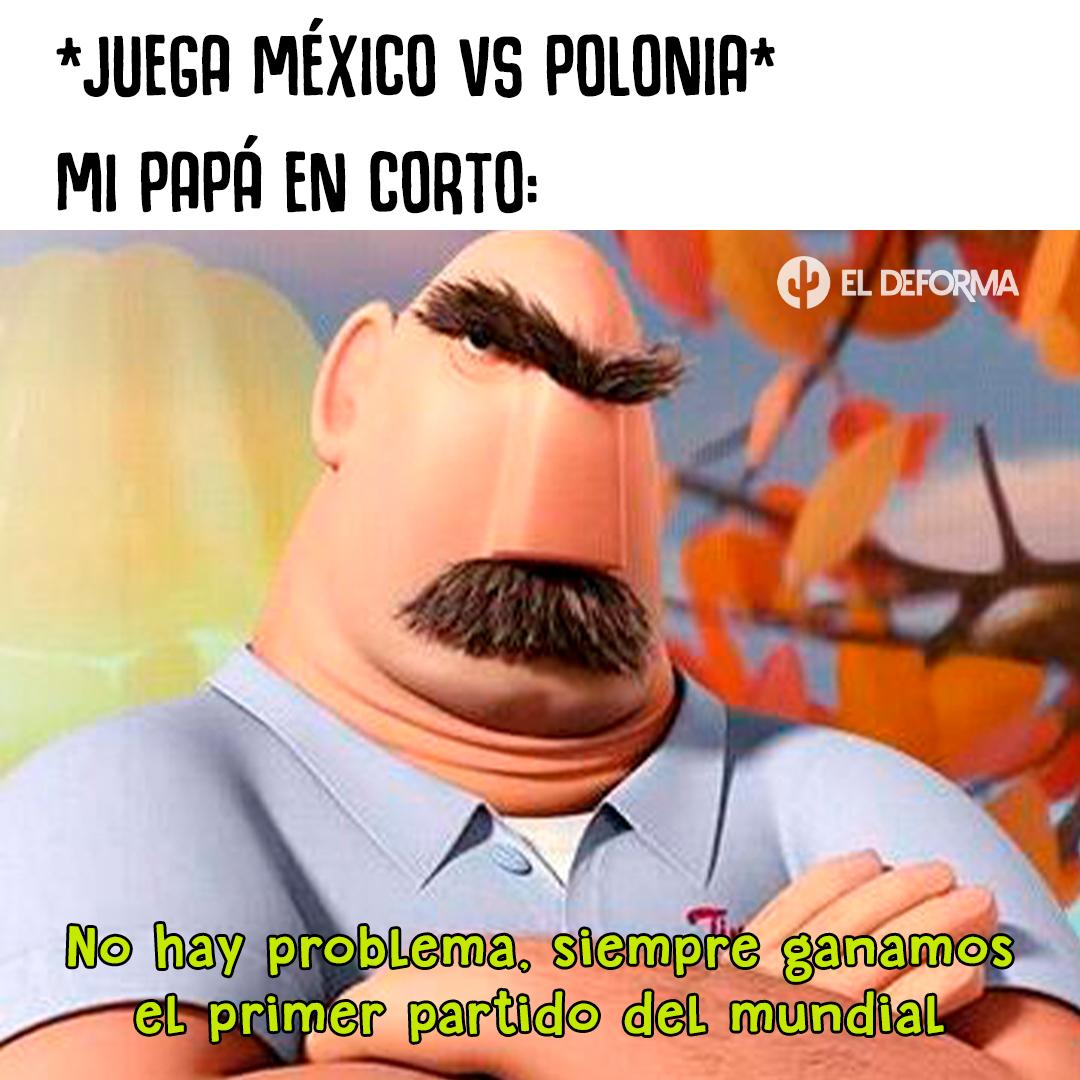 *JUEGA MÉXICO VS POLONIA*
MI PAPÁ EN CORTO:
EL DEFORMA
No hay problema, siempre ganamos
el primer partido del mundial